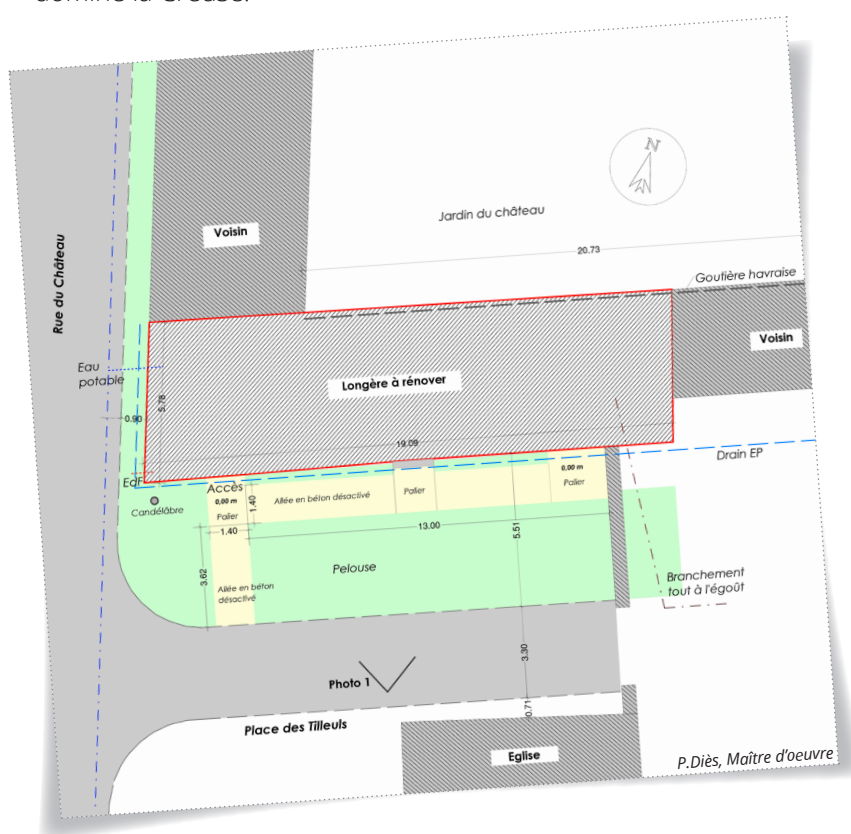 domine la Creuse.
N
Jardin du château
Voisin
20.73
Rue du Château
Goutière havraise
Voisin
Eau
potable
Longère à rénover
5.78
0.90
19.09
Drain EP
EdF
Accès
0,00 m
Palier
1.40
Allée en béton désactivé
Palier
0,00 m
Palier
Candélâbre
1.40
13.00
5.51
3.62
Pelouse
Allée en béton
désactivé
Branchement
tout à l'égoût
3.30
Photo 1
0.71
Place des Tilleuls
Eglise
P.Diès, Maître d'oeuvre